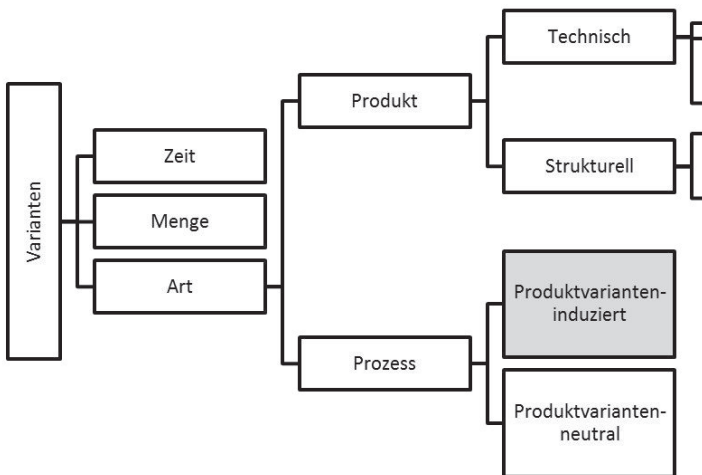 Technisch
Produkt
Zeit
Strukturell
Varianten
Menge
Art
Produktvarianten-
induziert
Prozess
Produktvarianten-
neutral